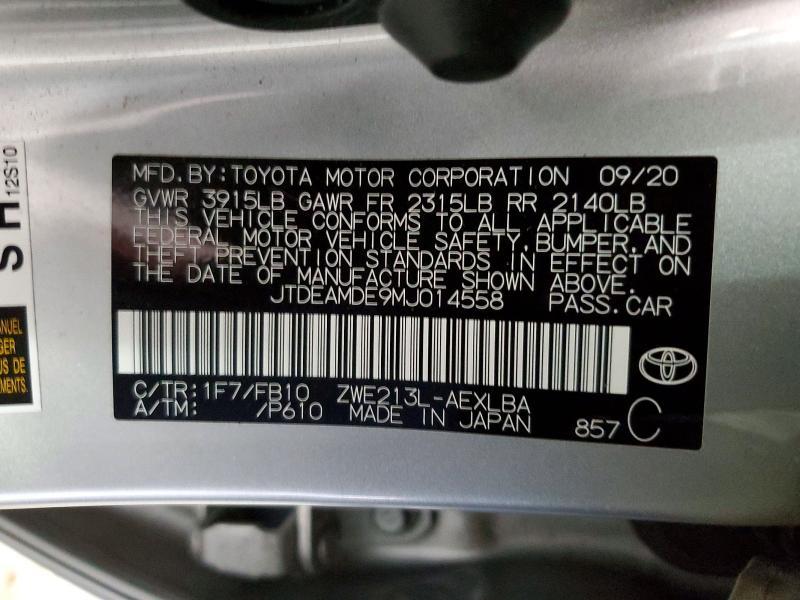 MFD. BY: TOYOTA MOTOR CORPORATION 09/20
GVWR 3915LB GAWR FR 2315LB RR 2140LB
THIS VEHICLE CONFORMS TO ALL APPLICABLE
FEDERAL MOTOR VEHICLE SAFETY, BUMPER, AND
THEFT PREVENTION STANDARDS IN EFFECT ON
THE DATE OF MANUFACTURE SHOWN ABOVE.
JTDEAMDE9MJ014558 PASS. CAR
C/TR: 1F7/FB10 ZWE213L-AEXLBA
A/TM: /P610 MADE IN JAPAN
857 C
S H
12S10